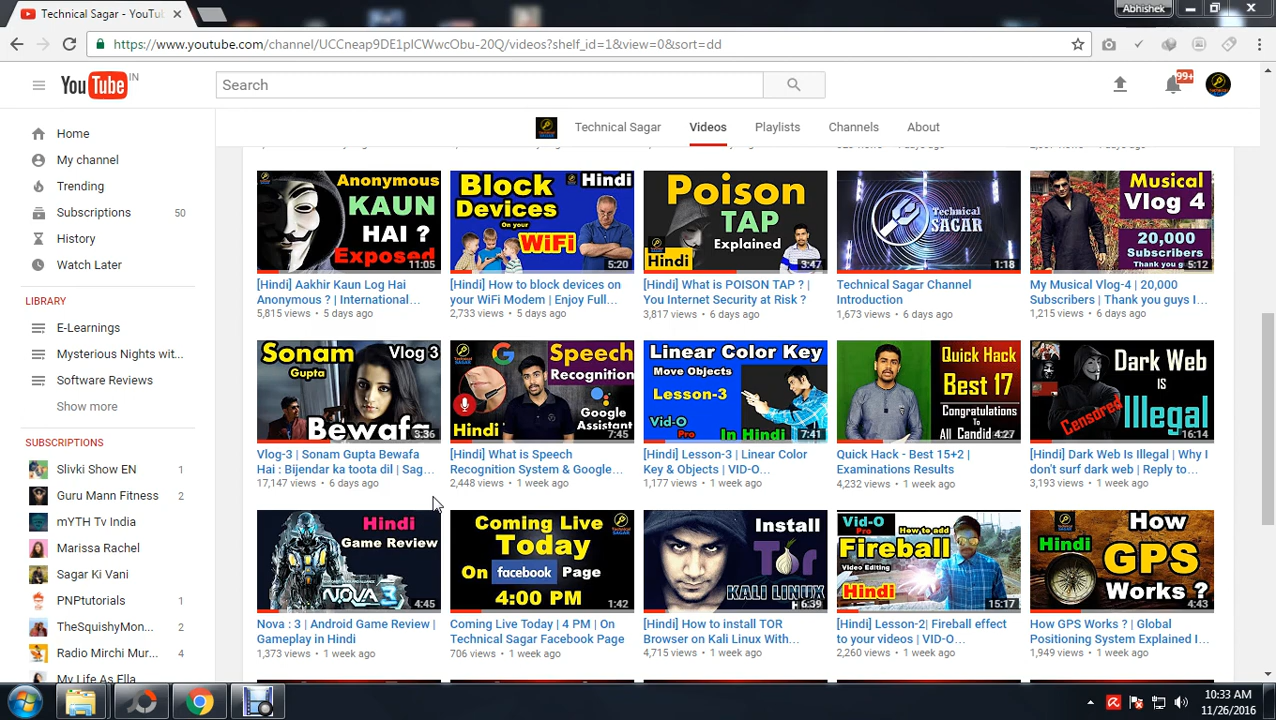 Technical Sagar - YouTu
Abhishek
https://www.youtube.com/channel/UCCneap9DE1pICWwcObu-20Q/videos?shelf_id=1&view=0&sort=dd
YouTube IN
Search
99+
Technical Sagar Videos Playlists Channels About
Home
My channel
Trending
Subscriptions 50
History
Watch Later
LIBRARY
E-Learnings
Mysterious Nights wit...
Software Reviews
Show more
SUBSCRIPTIONS
Slivki Show EN 1
Guru Mann Fitness 2
mYTH Tv India
Marissa Rachel
Sagar Ki Vani
PNPtutorials 1
TheSquishyMon... 2
Radio Mirchi Mur... 2
My Life As Ella
Anonymous
KAUN
HAI ?
Exposed
11:05
[Hindi] Aakhir Kaun Log Hai
Anonymous ? | International...
5,815 views • 5 days ago
Block
Devices
Hindi
On your
WiFi
5:20
[Hindi] How to block devices on
your WiFi Modem | Enjoy Full...
2,733 views • 5 days ago
Poison
TAP
Explained
Hindi
3:47
[Hindi] What is POISON TAP ? |
You Internet Security at Risk ?
3,817 views • 6 days ago
Technical
SAGAR
1:18
Technical Sagar Channel
Introduction
1,673 views • 6 days ago
Musical
Vlog 4
20,000
Subscribers
Thank you g
5:12
My Musical Vlog-4 | 20,000
Subscribers | Thank you guys I...
1,215 views • 6 days ago
Sonam
Gupta
Vlog 3
Bewafa
3:36
Vlog-3 | Sonam Gupta Bewafa
Hai : Bijendar ka toota dil | Sag...
17,147 views • 6 days ago
Speech
Recognition
Google
Assistant
Hindi
7:45
[Hindi] What is Speech
Recognition System & Google...
2,448 views • 1 week ago
Linear Color Key
Move Objects
Lesson-3
Vid-O
Pro
In Hindi
7:41
[Hindi] Lesson-3 | Linear Color
Key & Objects | VID-O...
1,177 views • 1 week ago
Quick Hack
Best 17
Congratulations
To
All Candid
4:27
Quick Hack - Best 15+2 |
Examinations Results
4,232 views • 1 week ago
Dark Web
IS
Illegal
Censdred
16:14
[Hindi] Dark Web Is Illegal | Why I
don't surf dark web | Reply to...
3,193 views • 1 week ago
Hindi
Game Review
NOVA 3
4:45
Nova : 3 | Android Game Review |
Gameplay in Hindi
1,373 views • 1 week ago
Coming Live
Today
On facebook Page
4:00 PM
1:42
Coming Live Today | 4 PM | On
Technical Sagar Facebook Page
706 views • 1 week ago
Install
Tor
KALI LINUX
6:39
[Hindi] How to install TOR
Browser on Kali Linux With...
4,715 views • 1 week ago
Vid-O
Pro
How to add
Fireball
Video Editing
Hindi
15:17
[Hindi] Lesson-2| Fireball effect
to your videos | VID-O...
2,260 views • 1 week ago
How
Hindi
GPS
Works ?
4:43
How GPS Works ? | Global
Positioning System Explained I...
1,949 views • 1 week ago
10:33 AM
11/26/2016